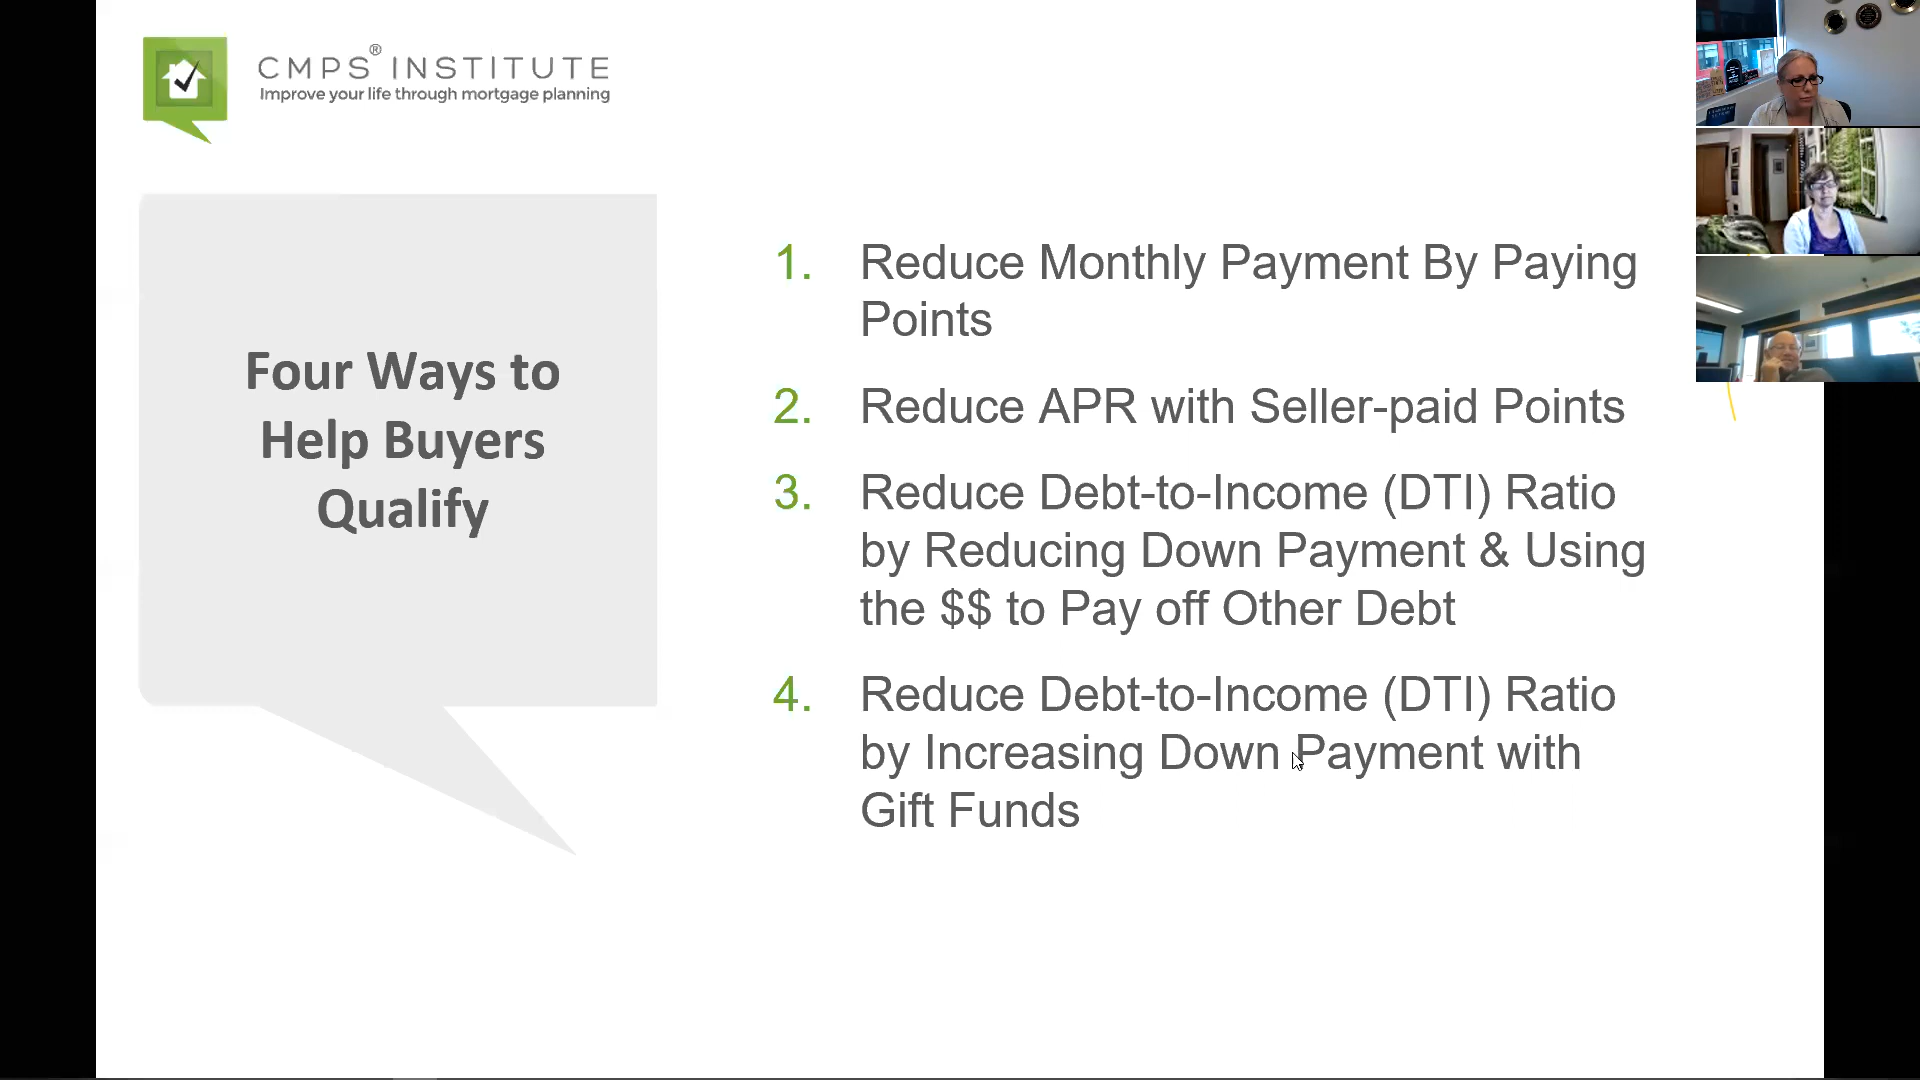 CMPS® INSTITUTE
Improve your life through mortgage planning
Four Ways to
Help Buyers
Qualify
1. Reduce Monthly Payment By Paying
Points
2. Reduce APR with Seller-paid Points
3. Reduce Debt-to-Income (DTI) Ratio
by Reducing Down Payment & Using
the $$ to Pay off Other Debt
4. Reduce Debt-to-Income (DTI) Ratio
by Increasing Down Payment with
Gift Funds